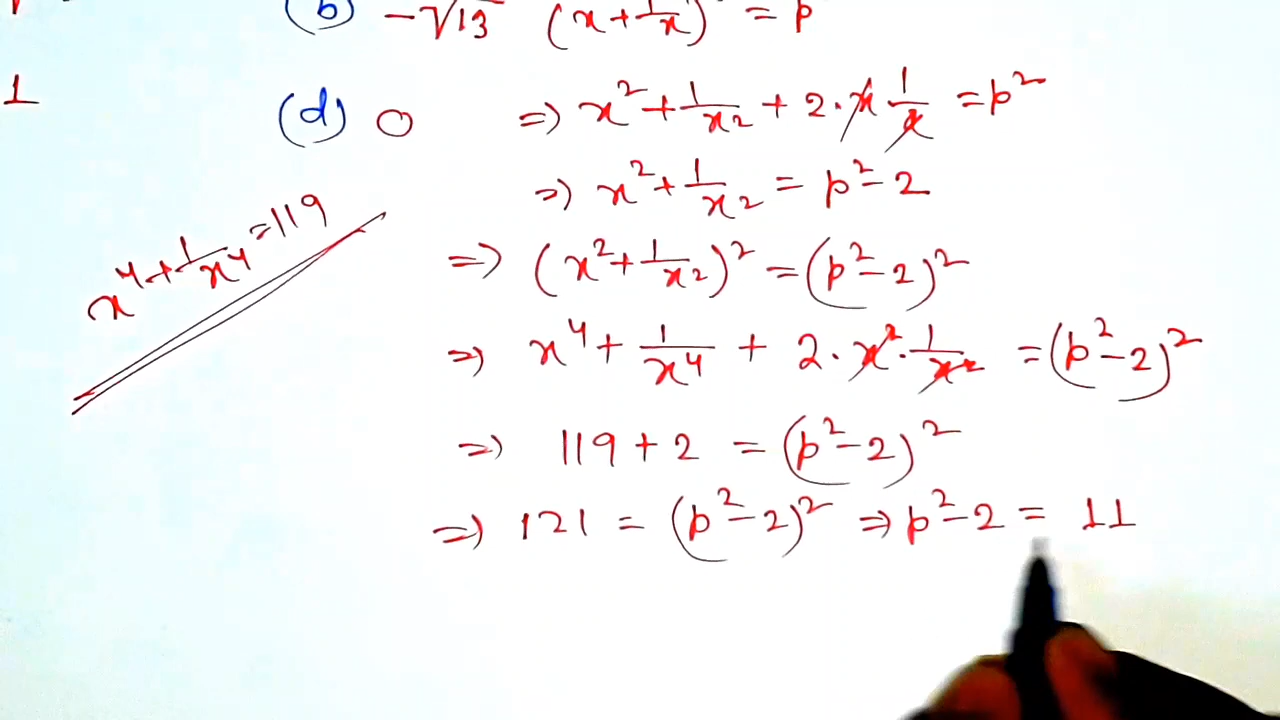 (b) -√13 (x+1/x) = p
1
(d) 0 => x²+1/x²+2·x·1/x = p²
=> x²+1/x² = p²-2
x⁴+1/x⁴=119
=> (x²+1/x²)² = (p²-2)²
=> x⁴+1/x⁴ + 2·x²·1/x² = (p²-2)²
=> 119+2 = (p²-2)²
=> 121 = (p²-2)² => p²-2 = 11